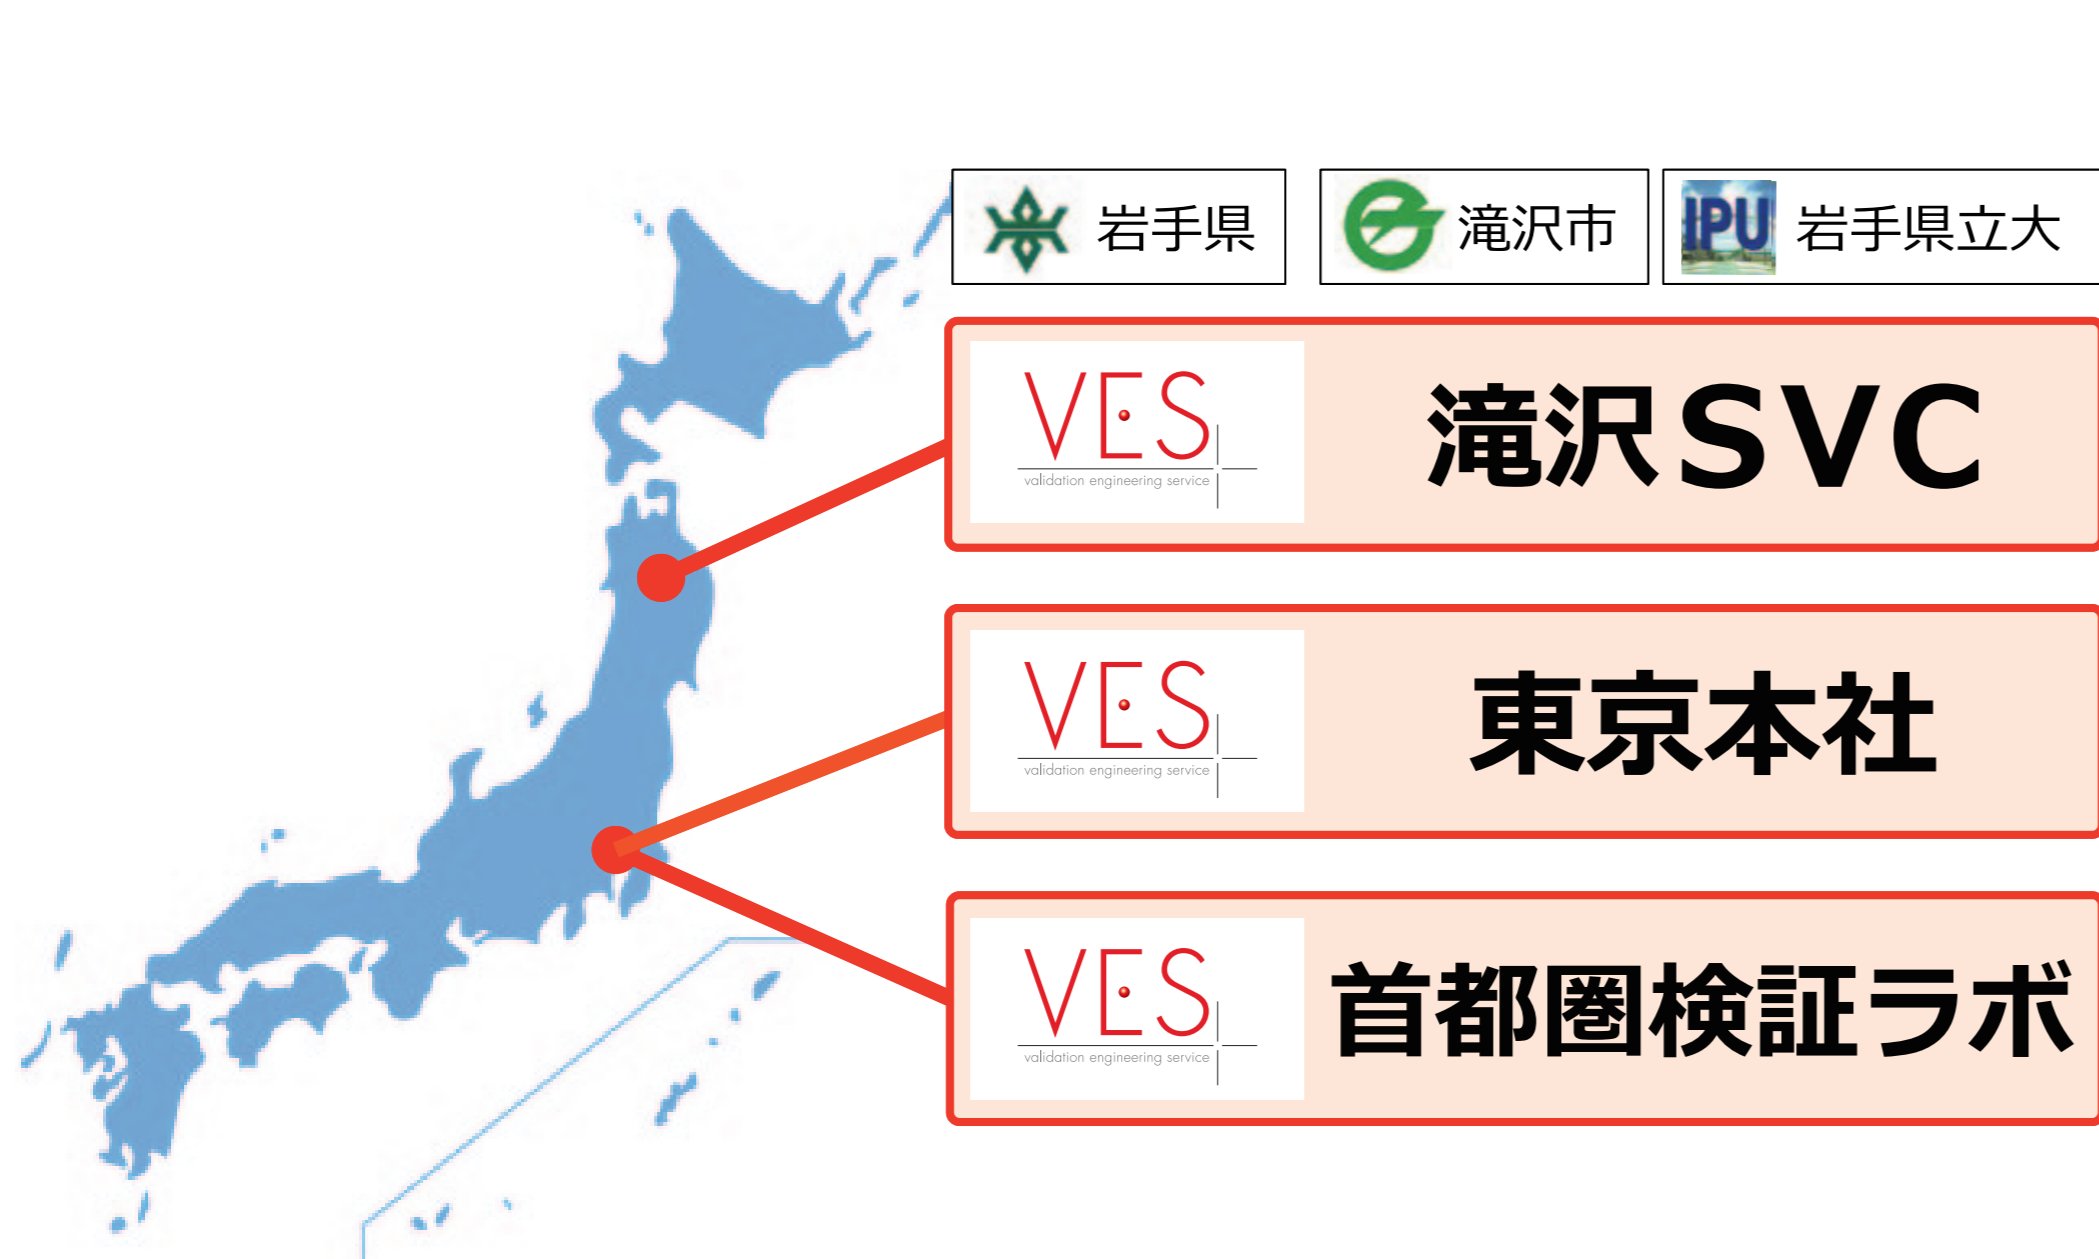 岩手県
滝沢市
IPU 岩手県立大
VES
validation engineering service
滝沢SVC
VES
validation engineering service
東京本社
VES
validation engineering service
首都圏検証ラボ